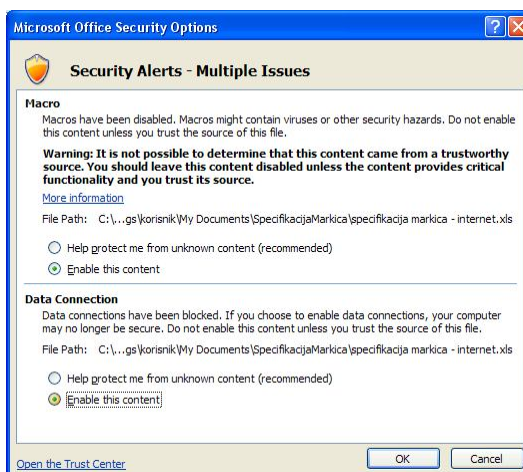 Microsoft Office Security Options
Security Alerts - Multiple Issues
Macro
Macros have been disabled. Macros might contain viruses or other security hazards. Do not enable
this content unless you trust the source of this file.
Warning: It is not possible to determine that this content came from a trustworthy
source. You should leave this content disabled unless the content provides critical
functionality and you trust its source.
More information
File Path: C:\...gs\korisnik\My Documents\SpecifikacijaMarkica\specifikacija markica - internet.xls
Help protect me from unknown content (recommended)
Enable this content
Data Connection
Data connections have been blocked. If you choose to enable data connections, your computer
may no longer be secure. Do not enable this content unless you trust the source of this file.
File Path: C:\...gs\korisnik\My Documents\SpecifikacijaMarkica\specifikacija markica - internet.xls
Help protect me from unknown content (recommended)
Enable this content
Open the Trust Center
OK
Cancel